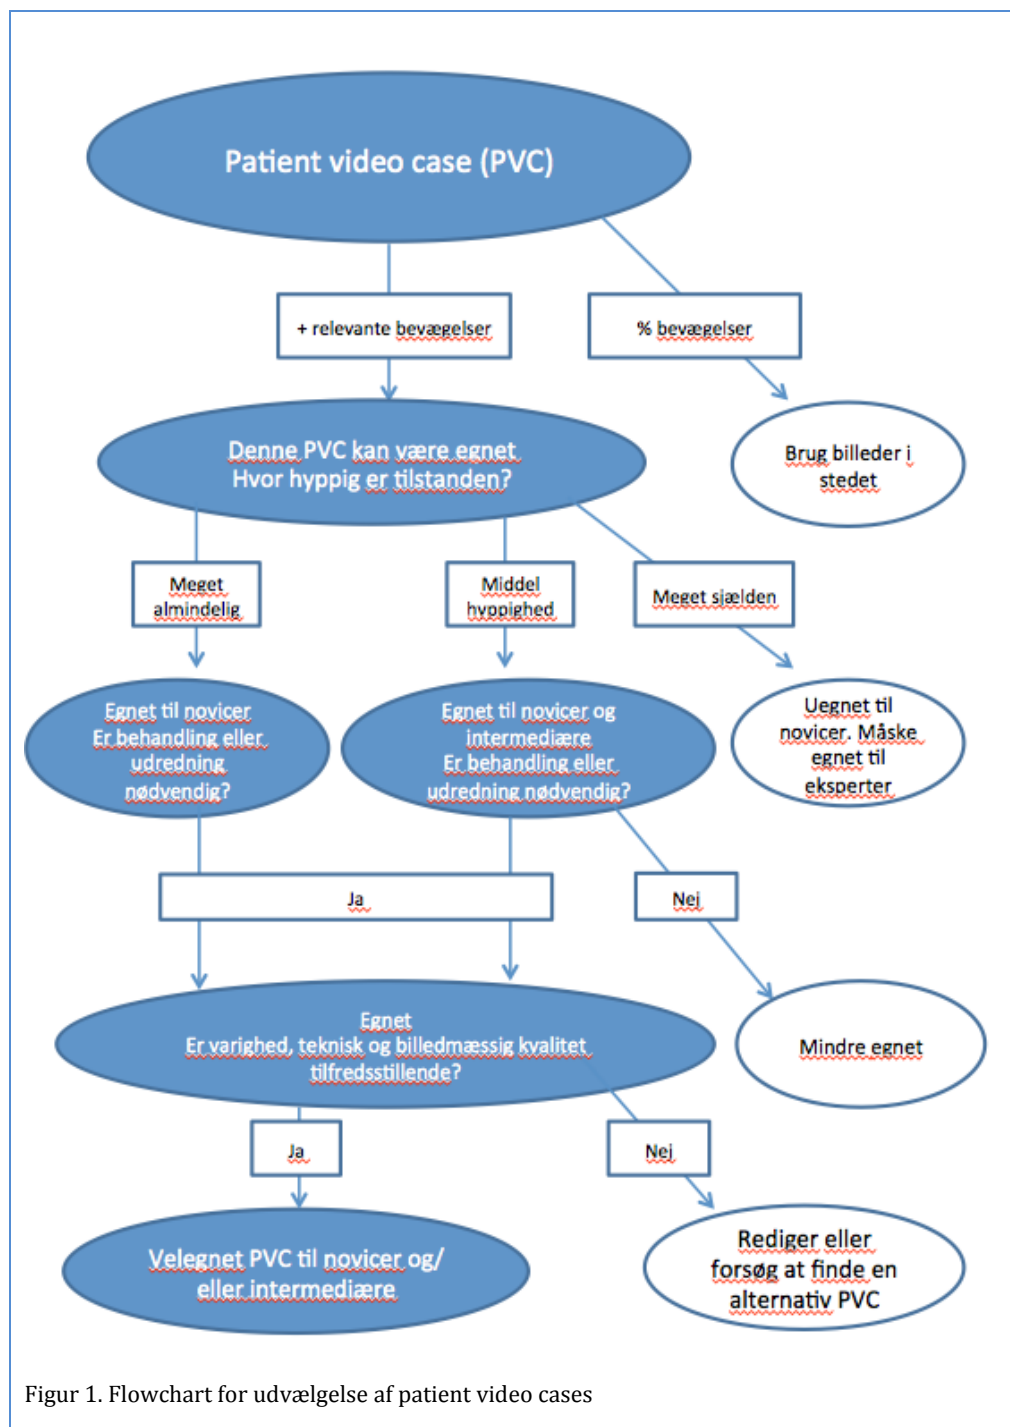 Patient video case (PVC)
+ relevante bevægelser
% bevægelser
Denne PVC kan være egnet
Hvor hyppig er tilstanden?
Brug billeder i
stedet
Meget
almindelig
Middel
hyppighed
Meget sjælden
Egnet til novicer
Er behandling eller
udredning
nødvendig?
Egnet til novicer og
intermediære
Er behandling eller
udredning nødvendig?
Uegnet til
novicer. Måske
egnet til
eksperter
Ja
Nej
Egnet
Er varighed, teknisk og billedmæssig kvalitet
tilfredsstillende?
Mindre egnet
Ja
Nej
Velegnet PVC til novicer og/
eller intermediære
Rediger eller
forsøg at finde en
alternativ PVC
Figur 1. Flowchart for udvælgelse af patient video cases